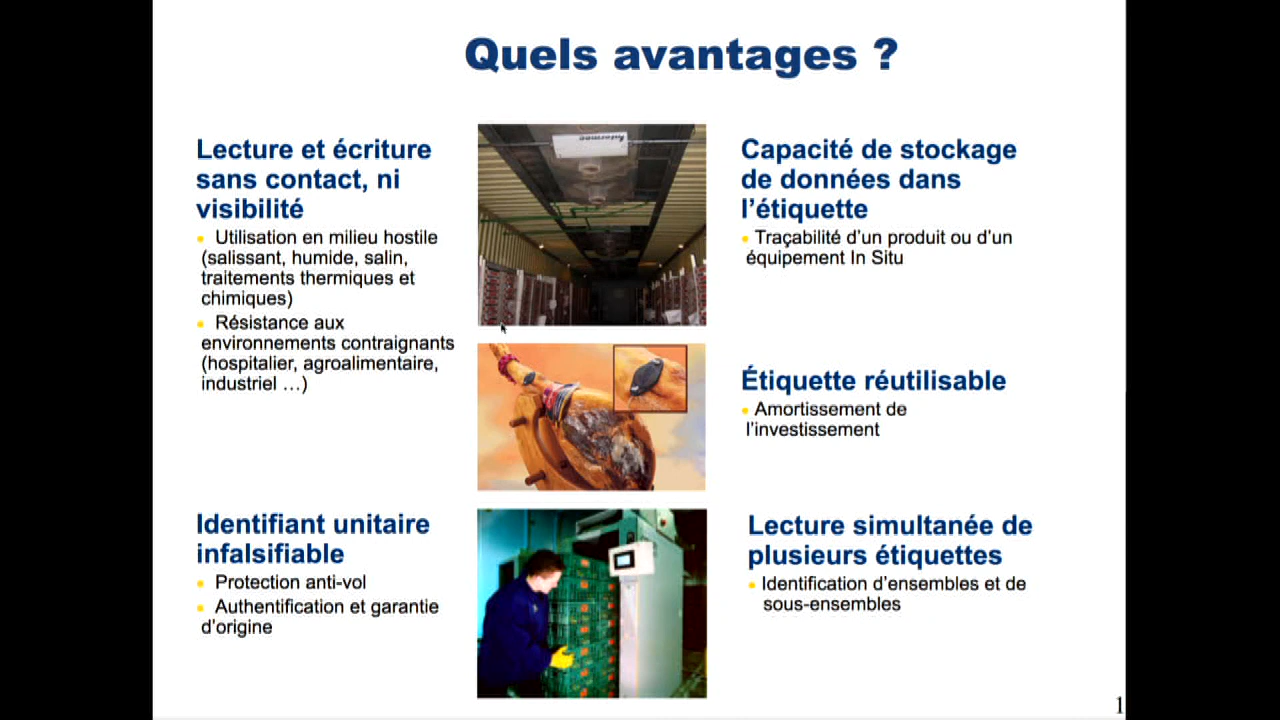 Quels avantages ?
Lecture et écriture
sans contact, ni
visibilité
Utilisation en milieu hostile
(salissant, humide, salin,
traitements thermiques et
chimiques)
Résistance aux
environnements contraignants
(hospitalier, agroalimentaire,
industriel …)
Identifiant unitaire
infalsifiable
Protection anti-vol
Authentification et garantie
d’origine
Intermec
Capacité de stockage
de données dans
l’étiquette
Traçabilité d’un produit ou d’un
équipement In Situ
Étiquette réutilisable
Amortissement de
l’investissement
Lecture simultanée de
plusieurs étiquettes
Identification d’ensembles et de
sous-ensembles
1